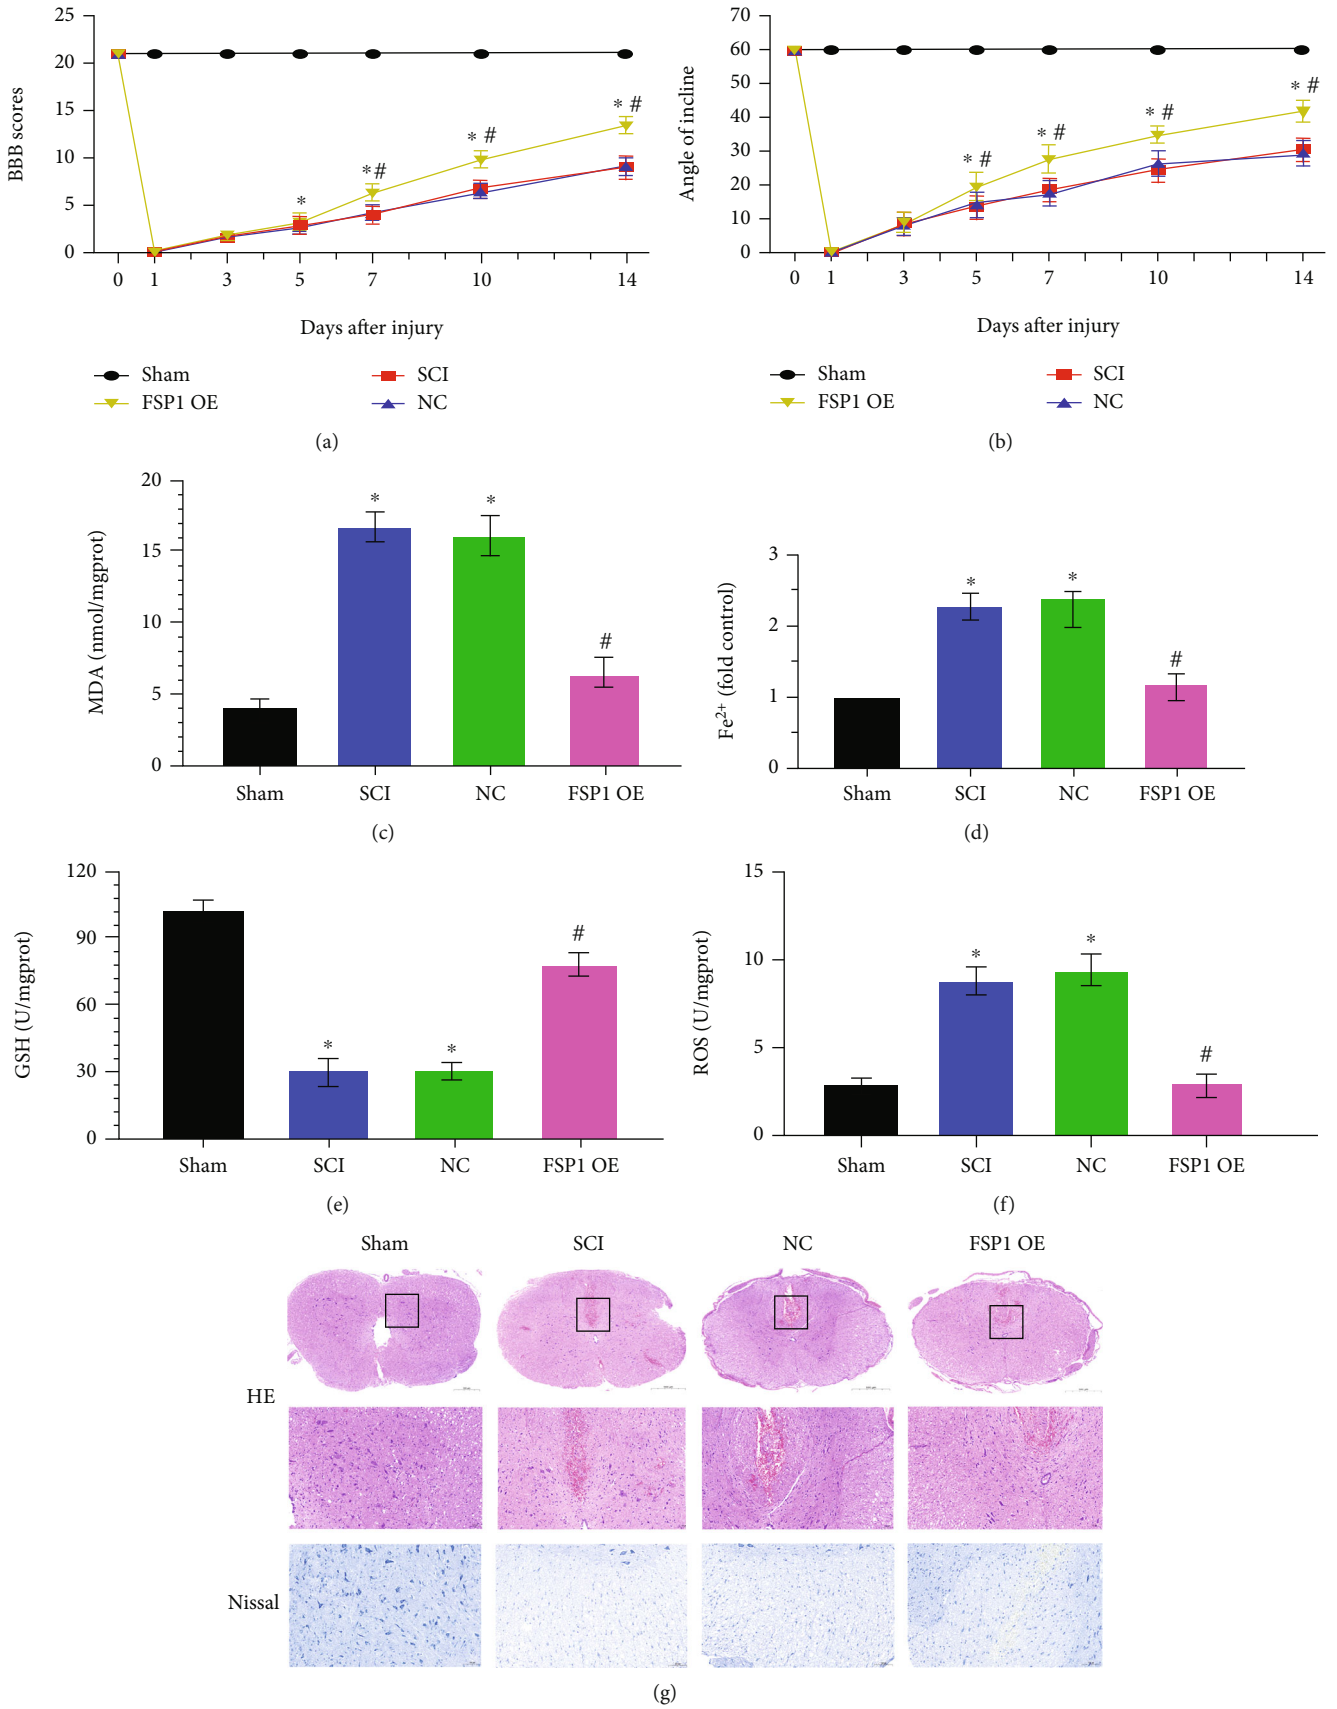 25
20
15
10
5
0
BBB scores
*
*#
* #
* #
0 1 3 5 7 10 14
Days after injury
Sham
SCI
FSP1 OE
NC
(a)
70
60
50
40
30
20
10
0
Angle of incline
* #
* #
* #
* #
0 1 3 5 7 10 14
Days after injury
Sham
SCI
FSP1 OE
NC
(b)
20
15
10
5
0
MDA (nmol/mgprot)
*
*
#
Sham SCI NC FSP1 OE
(c)
3
2
1
0
Fe2+ (fold control)
*
*
#
Sham SCI NC FSP1 OE
(d)
120
90
60
30
0
GSH (U/mgprot)
*
*
#
Sham SCI NC FSP1 OE
(e)
15
10
5
0
ROS (U/mgprot)
*
*
#
Sham SCI NC FSP1 OE
(f)
Sham SCI NC FSP1 OE
HE
Nissal
(g)